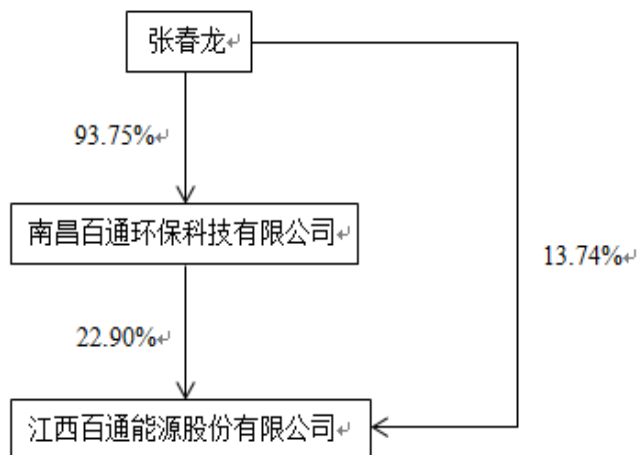 张春龙
93.75%
南昌百通环保科技有限公司
13.74%
22.90%
江西百通能源股份有限公司